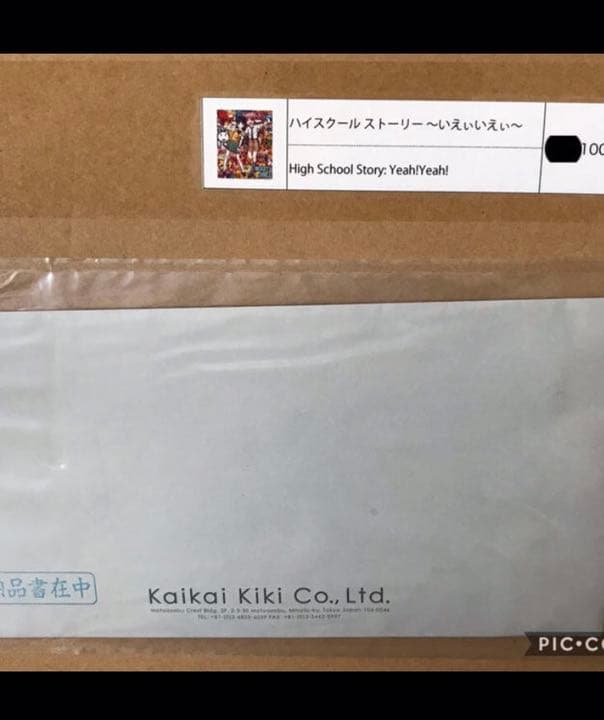 ハイスクール ストーリー ～いえぃいえぃ～
100
High School Story: Yeah!Yeah!
品書在中
Kaikai Kiki Co., Ltd.
PIC•CO